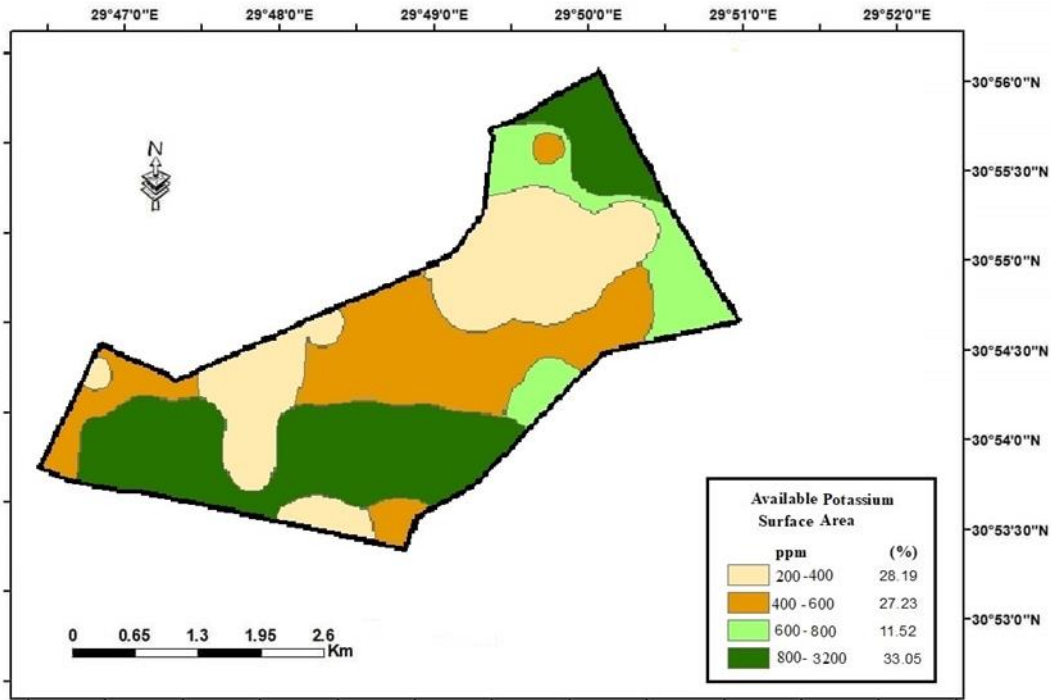 29°47'0"E 29°48'0"E 29°49'0"E 29°50'0"E 29°51'0"E 29°52'0"E
30°56'0"N
N
30°55'30"N
30°55'0"N
30°54'30"N
30°54'0"N
30°53'30"N
30°53'0"N
Available Potassium
Surface Area
ppm (%)
200-400 28.19
400-600 27.23
600-800 11.52
800-3200 33.05
0 0.65 1.3 1.95 2.6
Km